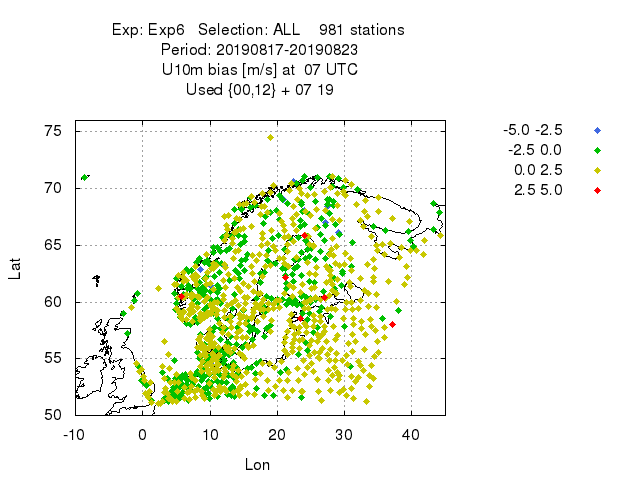 Exp: Exp6 Selection: ALL 981 stations
Period: 20190817-20190823
U10m bias [m/s] at 07 UTC
Used {00,12} + 07 19
-5.0 -2.5
-2.5 0.0
0.0 2.5
2.5 5.0
75
70
65
60
55
50
Lat
-10 0 10 20 30 40
Lon